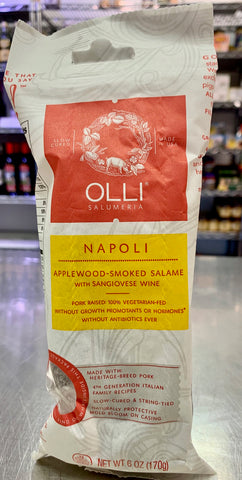 SLOW
CURED
MADE
OLLI
SALUMERIA
NAPOLI
APPLEWOOD-SMOKED SALAME
WITH SANGIOVESE WINE
PORK RAISED 100% VEGETARIAN-FED
WITHOUT GROWTH PROMOTANTS OR HORMONES*
WITHOUT ANTIBIOTICS EVER
MADE WITH
HERITAGE-BREED PORK
4TH GENERATION ITALIAN
FAMILY RECIPES
SLOW-CURED & STRING-TIED
NATURALLY PROTECTIVE
MOLD BLOOM ON CASING
NET WT 6 OZ (170g)